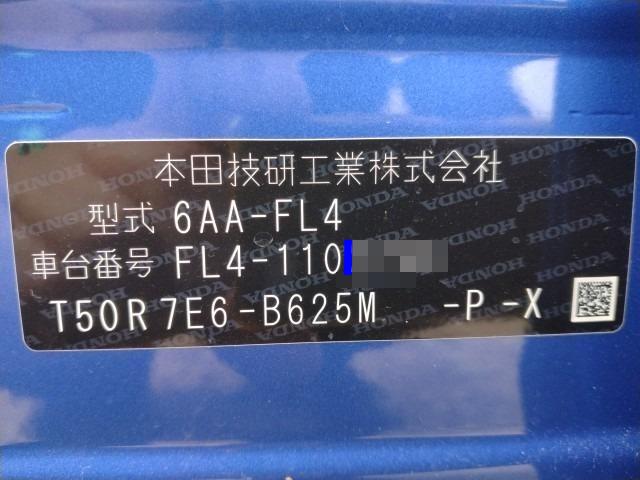 本田技研工業株式会社
型式 6AA-FL4
車台番号 FL4-110
T50R 7E6-B625M -P -X